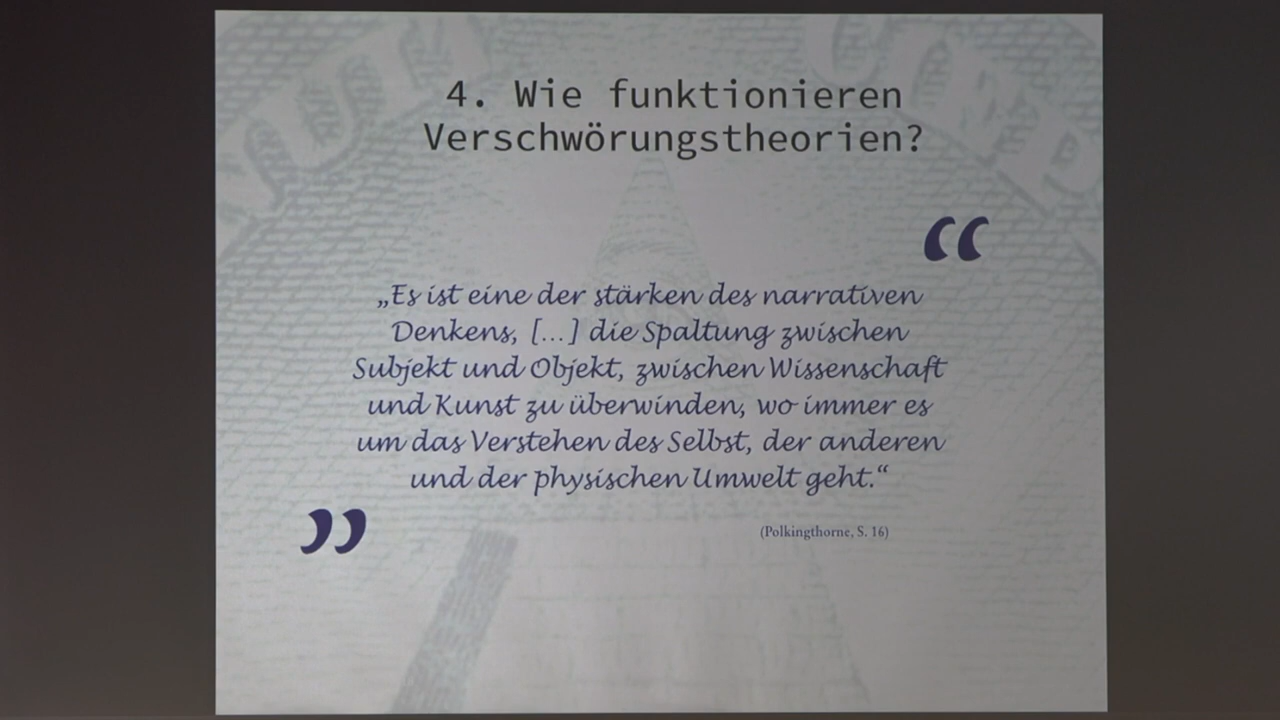 4. Wie funktionieren
Verschwörungstheorien?
“
„Es ist eine der stärken des narrativen
Denkens, [...] die Spaltung zwischen
Subjekt und Objekt, zwischen Wissenschaft
und Kunst zu überwinden, wo immer es
um das Verstehen des Selbst, der anderen
und der physischen Umwelt geht.“
”
(Polkingthorne, S. 16)